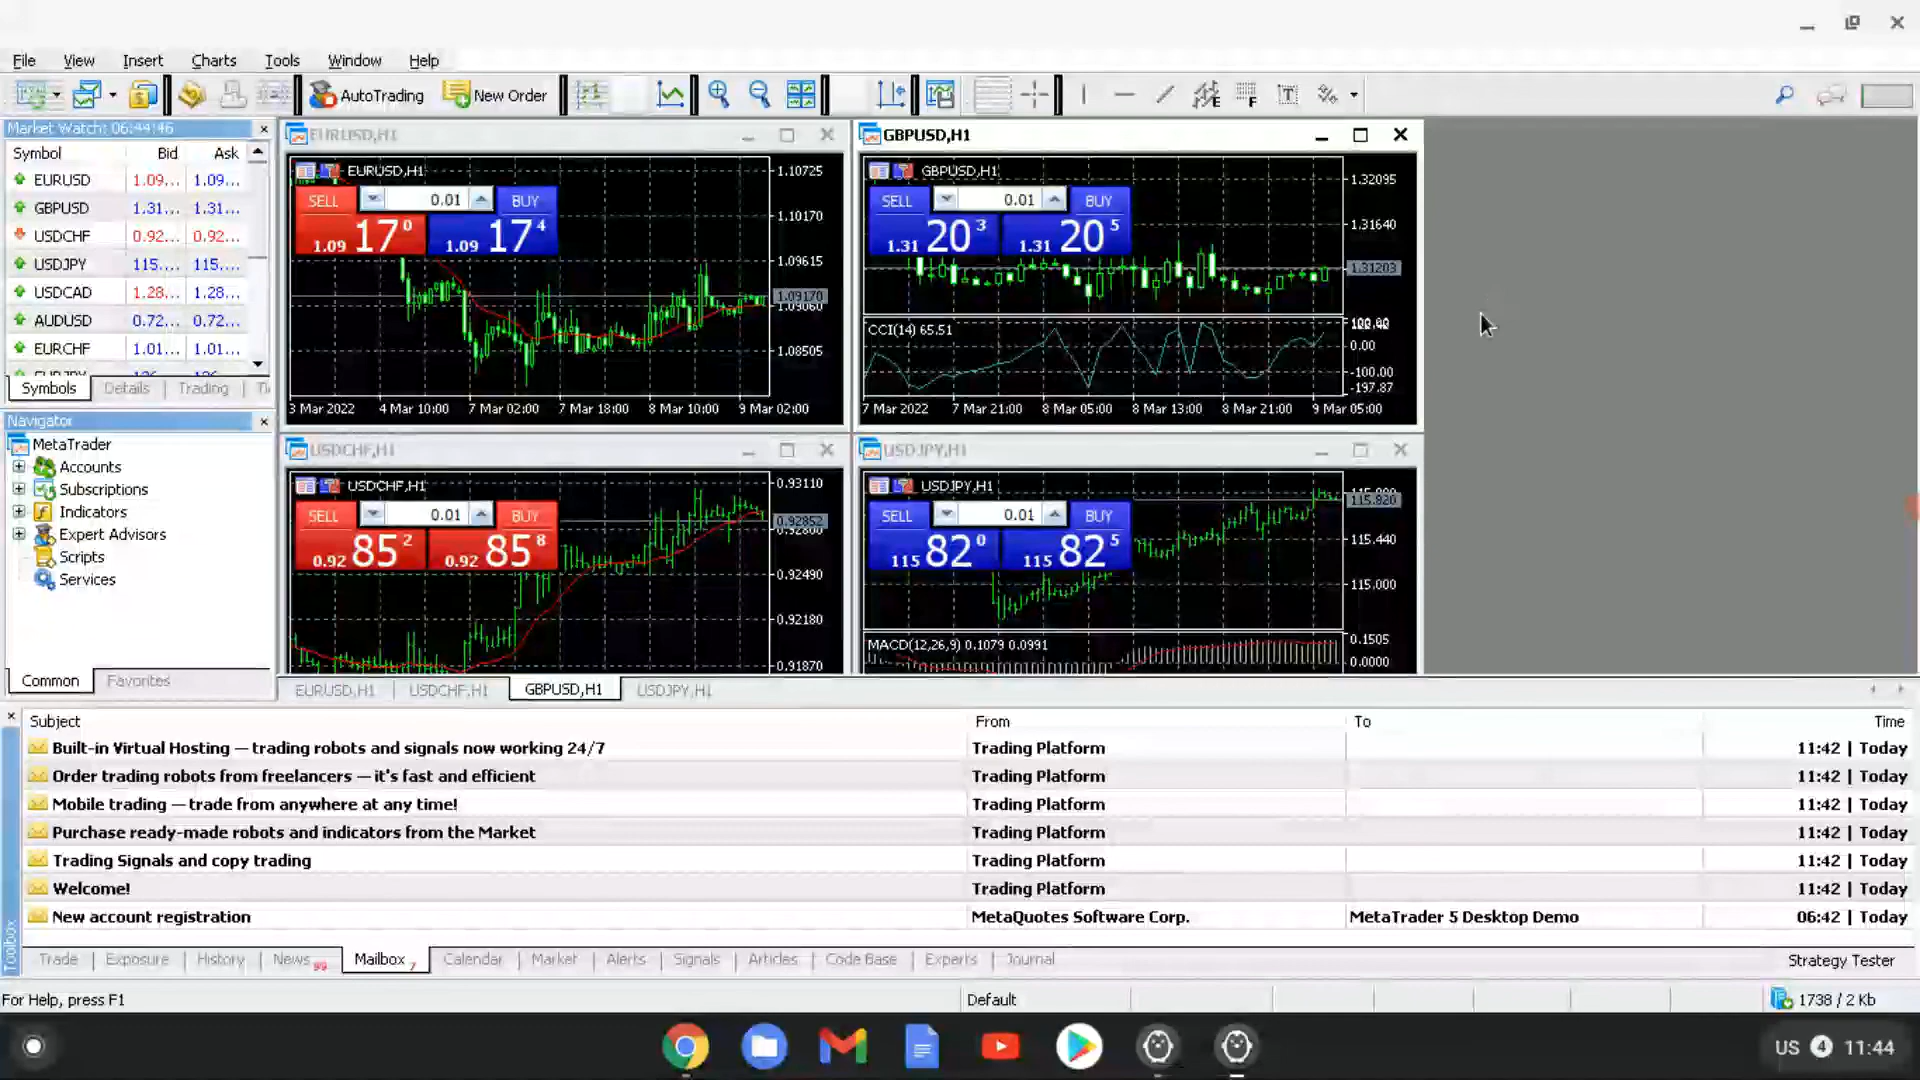 File View Insert Charts Tools Window Help
AutoTrading New Order
Market Watch: 06:44:46
Symbol Bid Ask
EURUSD 1.09... 1.09...
GBPUSD 1.31... 1.31...
USDCHF 0.92... 0.92...
USDJPY 115.... 115....
USDCAD 1.28... 1.28...
AUDUSD 0.72... 0.72...
EURCHF 1.01... 1.01...
Symbols Details Trading
Navigator
MetaTrader
Accounts
Subscriptions
Indicators
Expert Advisors
Scripts
Services
Common Favorites
EURUSD,H1
EURUSD,H1
SELL 0.01 BUY
1.09 17 0 1.09 17 4
1.10725
1.10170
1.09615
1.09170
1.09060
1.08505
3 Mar 2022 4 Mar 10:00 7 Mar 02:00 7 Mar 18:00 8 Mar 10:00 9 Mar 02:00
GBPUSD,H1
GBPUSD,H1
SELL 0.01 BUY
1.31 20 3 1.31 20 5
1.32095
1.31640
1.31203
CCI(14) 65.51
0.00
-100.00
-197.87
7 Mar 2022 7 Mar 21:00 8 Mar 05:00 8 Mar 13:00 8 Mar 21:00 9 Mar 05:00
USDCHF,H1
USDCHF,H1
SELL 0.01 BUY
0.92 85 2 0.92 85 8
0.93110
0.92852
0.92490
0.92180
0.91870
USDJPY,H1
USDJPY,H1
SELL 0.01 BUY
115 82 0 115 82 5
115.820
115.440
115.000
MACD(12,26,9) 0.1079 0.0991
0.1505
0.0000
EURUSD,H1 USDCHF,H1 GBPUSD,H1 USDJPY,H1
Subject From To Time
Built-in Virtual Hosting — trading robots and signals now working 24/7 Trading Platform 11:42 | Today
Order trading robots from freelancers — it's fast and efficient Trading Platform 11:42 | Today
Mobile trading — trade from anywhere at any time! Trading Platform 11:42 | Today
Purchase ready-made robots and indicators from the Market Trading Platform 11:42 | Today
Trading Signals and copy trading Trading Platform 11:42 | Today
Welcome! Trading Platform 11:42 | Today
New account registration MetaQuotes Software Corp. MetaTrader 5 Desktop Demo 06:42 | Today
Toolbox
Trade | Exposure | History | News 99 | Mailbox 7 | Calendar | Market | Alerts | Signals | Articles | Code Base | Experts | Journal
Strategy Tester
For Help, press F1 Default 1738 / 2 Kb
US 4 11:44